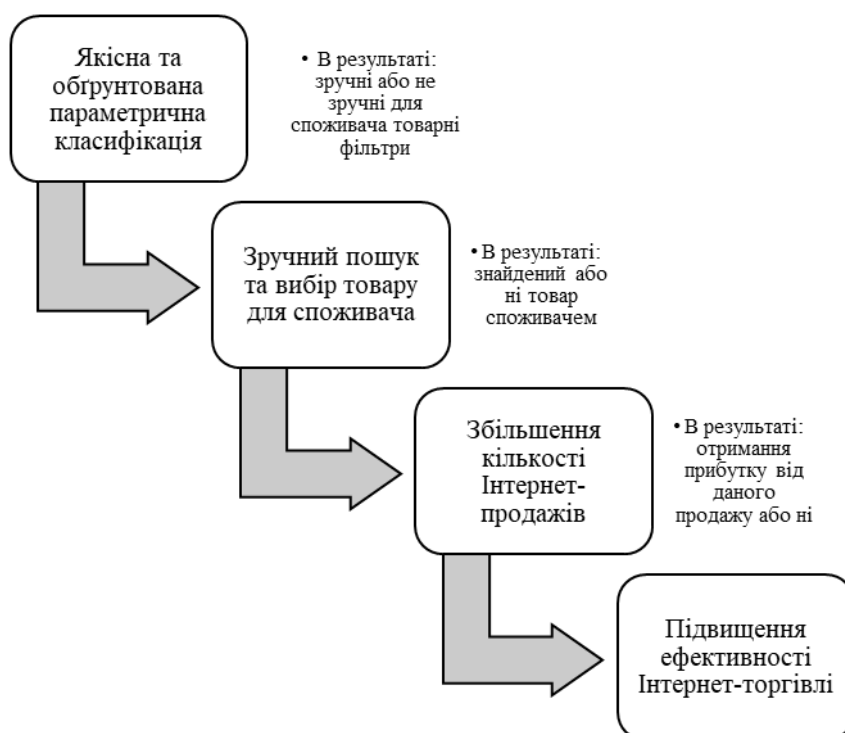 Якісна та
обґрунтована
параметрична
класифікація
• В результаті:
зручні або не
зручні для
споживача товарні
фільтри
Зручний пошук
та вибір товару
для споживача
• В результаті:
знайдений або
ні товар
споживачем
Збільшення
кількості
Інтернет-
продажів
• В результаті:
отримання
прибутку від
даного
продажу або ні
Підвищення
ефективності
Інтернет-торгівлі